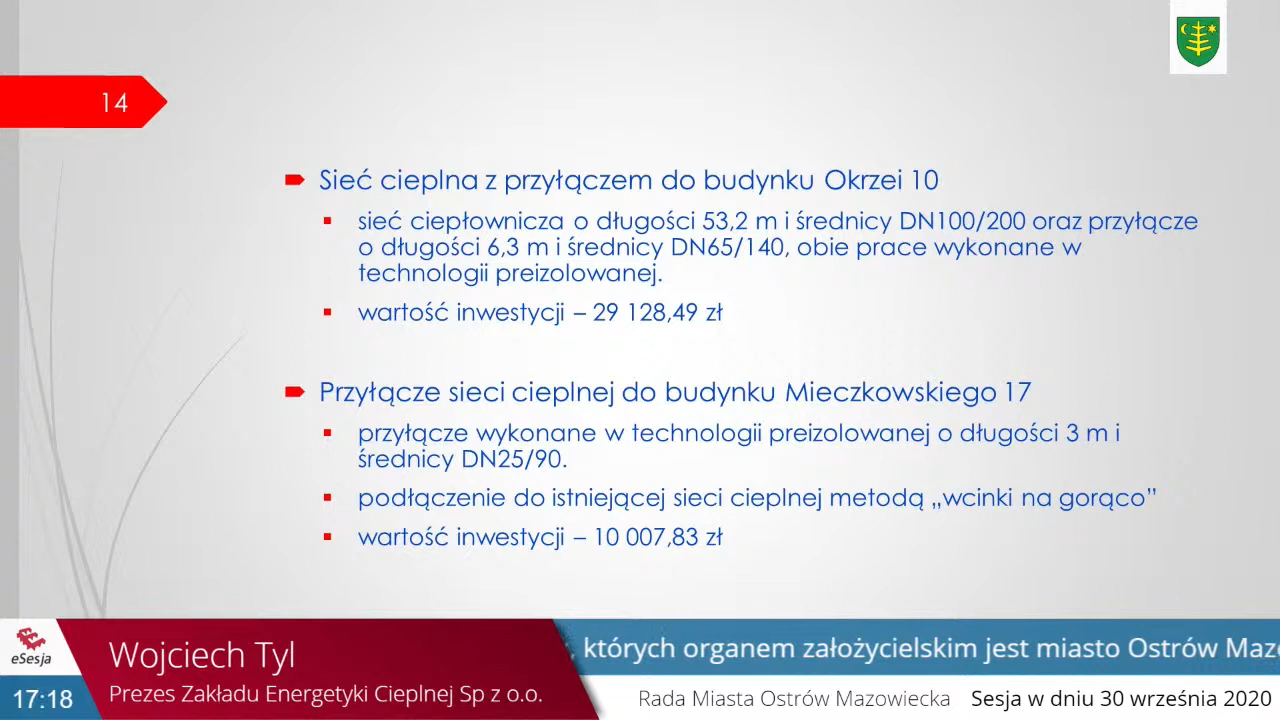 14
Sieć cieplna z przyłączem do budynku Okrzei 10
sieć ciepłownicza o długości 53,2 m i średnicy DN100/200 oraz przyłącze
o długości 6,3 m i średnicy DN65/140, obie prace wykonane w
technologii preizolowanej.
wartość inwestycji – 29 128,49 zł
Przyłącze sieci cieplnej do budynku Mieczkowskiego 17
przyłącze wykonane w technologii preizolowanej o długości 3 m i
średnicy DN25/90.
podłączenie do istniejącej sieci cieplnej metodą „wcinki na gorąco”
wartość inwestycji – 10 007,83 zł
eSesja
Wojciech Tyl
, których organem założycielskim jest miasto Ostrów Maz
17:18
Prezes Zakładu Energetyki Cieplnej Sp z o.o.
Rada Miasta Ostrów Mazowiecka Sesja w dniu 30 września 2020